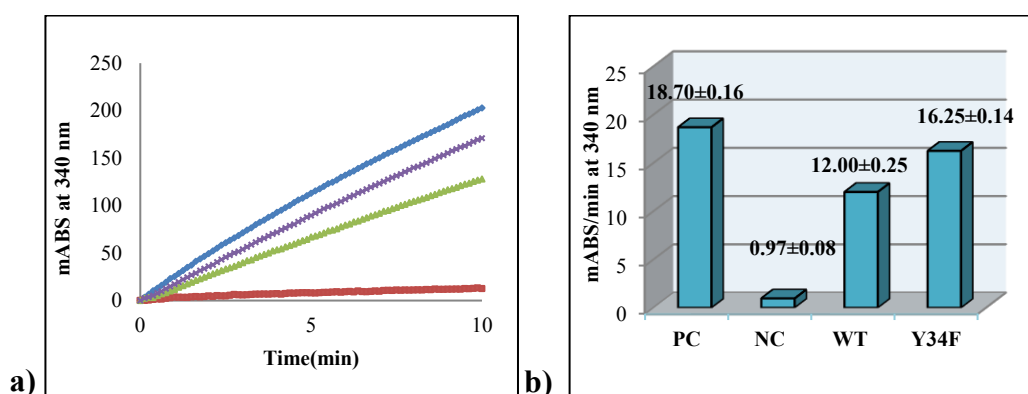 mABS at 340 nm
250
200
150
100
50
0
0 5 10
Time(min)
a)
mABS/min at 340 nm
25
20
15
10
5
0
18.70±0.16
0.97±0.08
12.00±0.25
16.25±0.14
PC NC WT Y34F
b)